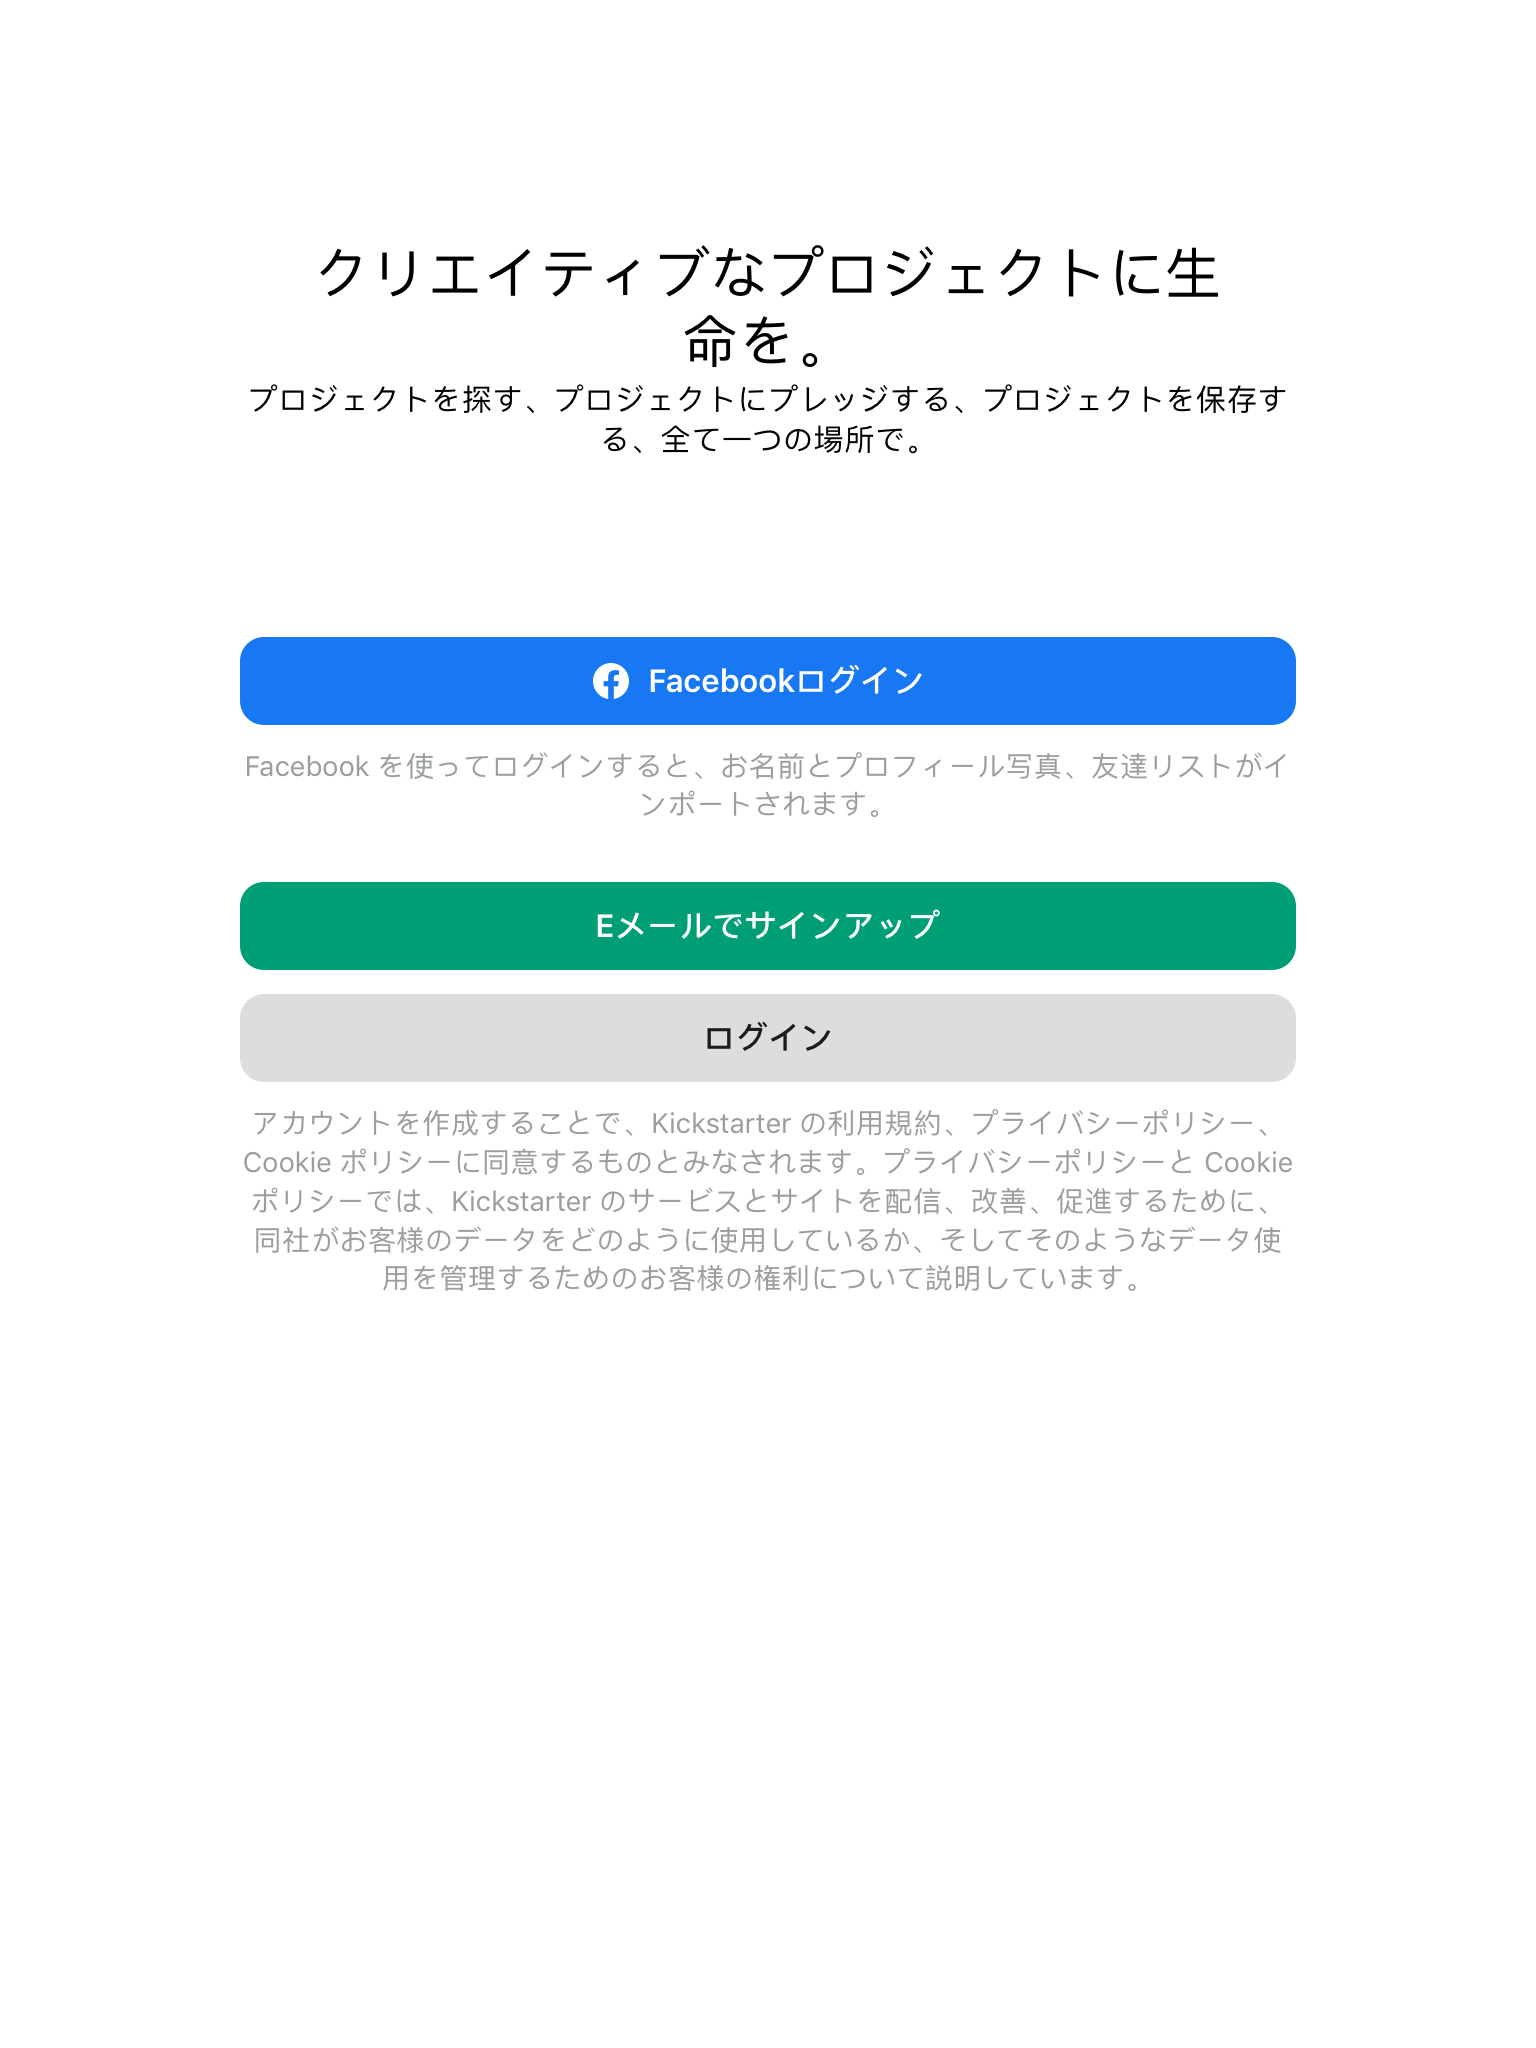 クリエイティブなプロジェクトに生
命を。
プロジェクトを探す、プロジェクトにプレッジする、プロジェクトを保存す
る、全て一つの場所で。
Facebookログイン
Facebook を使ってログインすると、お名前とプロフィール写真、友達リストがイ
ンポートされます。
Eメールでサインアップ
ログイン
アカウントを作成することで、Kickstarter の利用規約、プライバシーポリシー、
Cookie ポリシーに同意するものとみなされます。プライバシーポリシーと Cookie
ポリシーでは、Kickstarter のサービスとサイトを配信、改善、促進するために、
同社がお客様のデータをどのように使用しているか、そしてそのようなデータ使
用を管理するためのお客様の権利について説明しています。